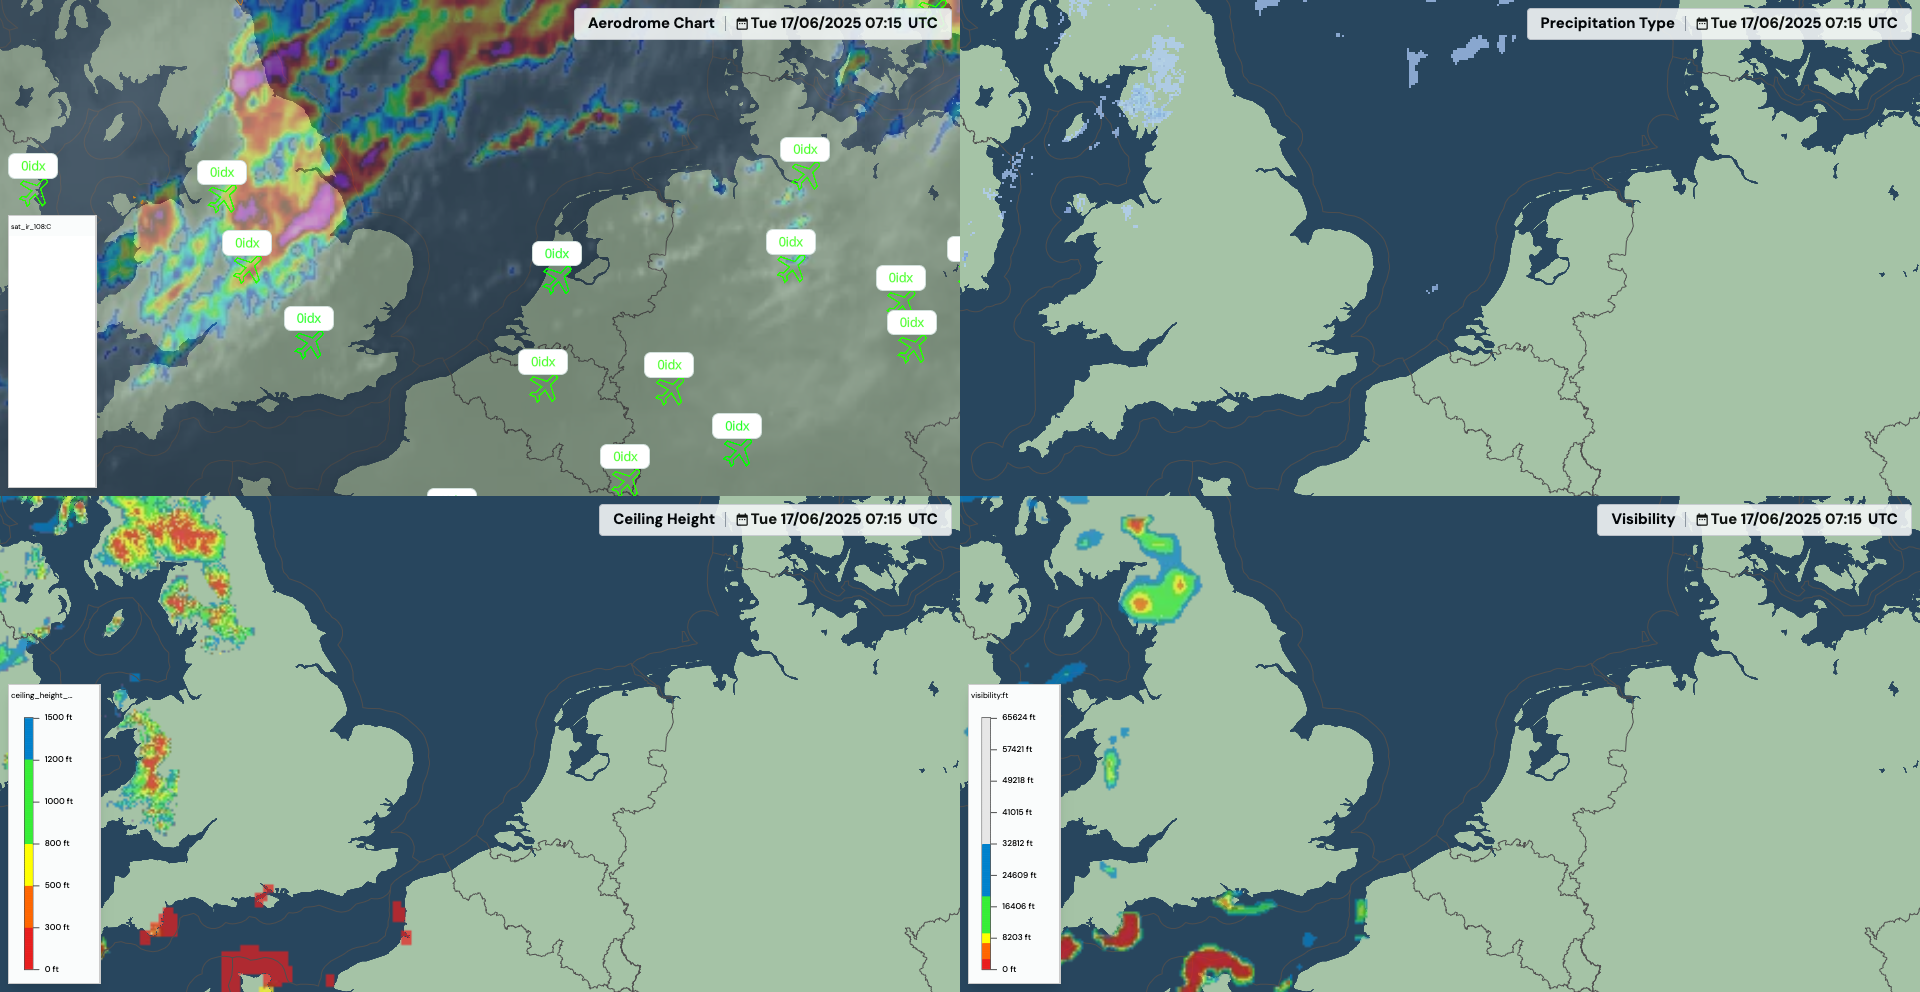 Aerodrome Chart Tue 17/06/2025 07:15 UTC
Precipitation Type Tue 17/06/2025 07:15 UTC
0idx
0idx
0idx
sat_ir_108:C
0idx
0idx
0idx
0idx
0idx
0idx
0idx
0idx
0idx
0idx
Ceiling Height Tue 17/06/2025 07:15 UTC
Visibility Tue 17/06/2025 07:15 UTC
ceiling_height_...
1500 ft
1200 ft
1000 ft
800 ft
500 ft
300 ft
0 ft
visibility:ft
65624 ft
57421 ft
49218 ft
41015 ft
32812 ft
24609 ft
16406 ft
8203 ft
0 ft